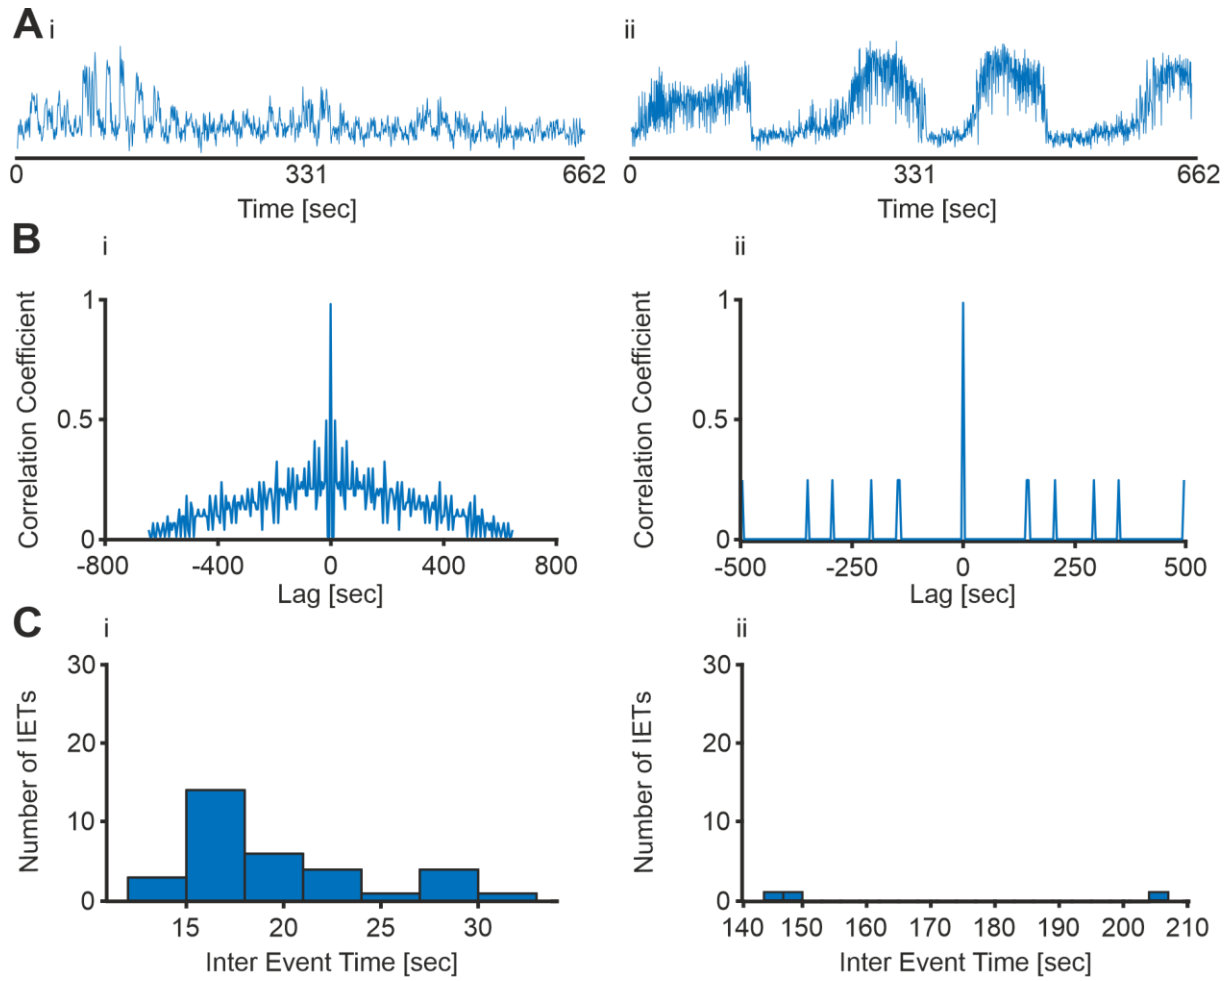 A i ii
0 331 662 0 331 662
Time [sec] Time [sec]
B i ii
Correlation Coefficient
1
0.5
0
-800 -400 0 400 800
Lag [sec]
Correlation Coefficient
1
0.5
0
-500 -250 0 250 500
Lag [sec]
C i ii
Number of IETs
30
20
10
0
15 20 25 30
Inter Event Time [sec]
Number of IETs
30
20
10
0
140 150 160 170 180 190 200 210
Inter Event Time [sec]